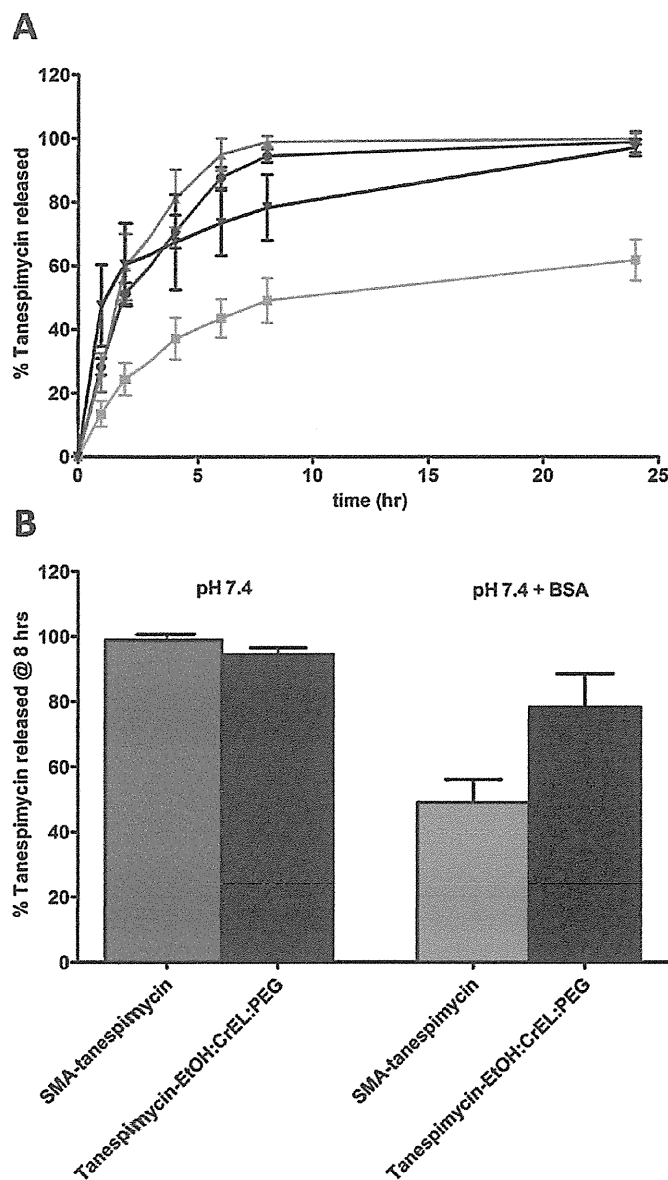 A
% Tanespimycin released
120
100
80
60
40
20
0
0 5 10 15 20 25
time (hr)
B
% Tanespimycin released @ 8 hrs
120
100
80
60
40
20
0
pH 7.4
pH 7.4 + BSA
SMA-tanespimycin
Tanespimycin-EtOH:CrEL:PEG
SMA-tanespimycin
Tanespimycin-EtOH:CrEL:PEG